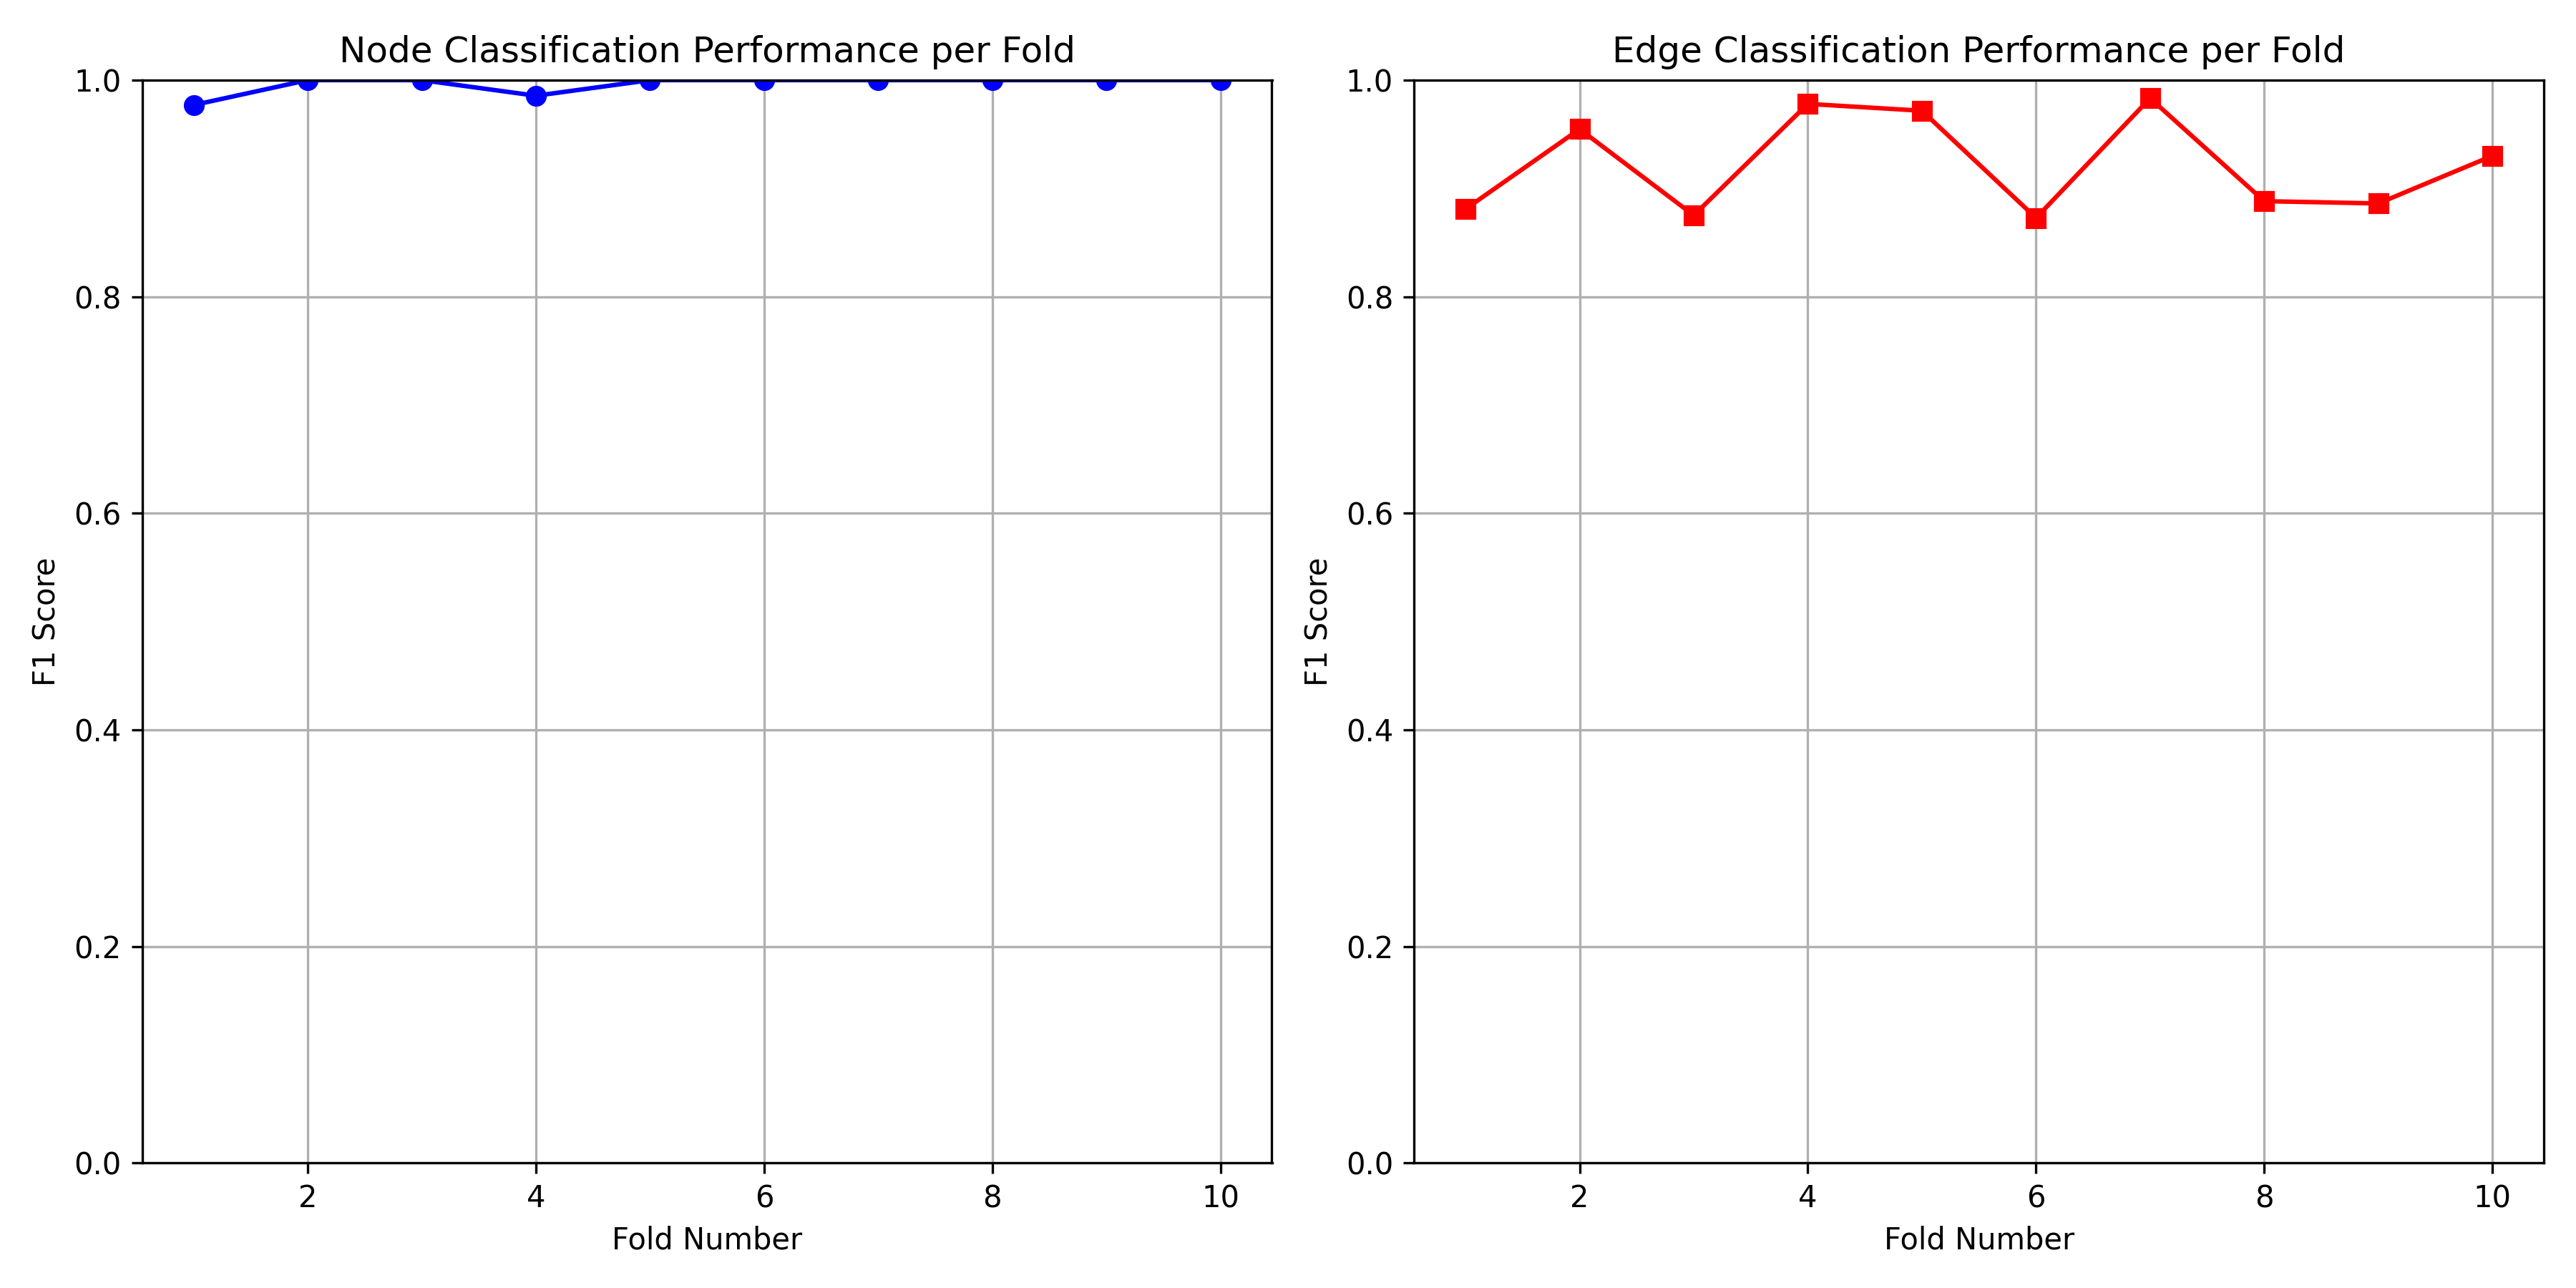 Node Classification Performance per Fold
1.0
0.8
0.6
0.4
0.2
0.0
F1 Score
2 4 6 8 10
Fold Number
Edge Classification Performance per Fold
1.0
0.8
0.6
0.4
0.2
0.0
F1 Score
2 4 6 8 10
Fold Number